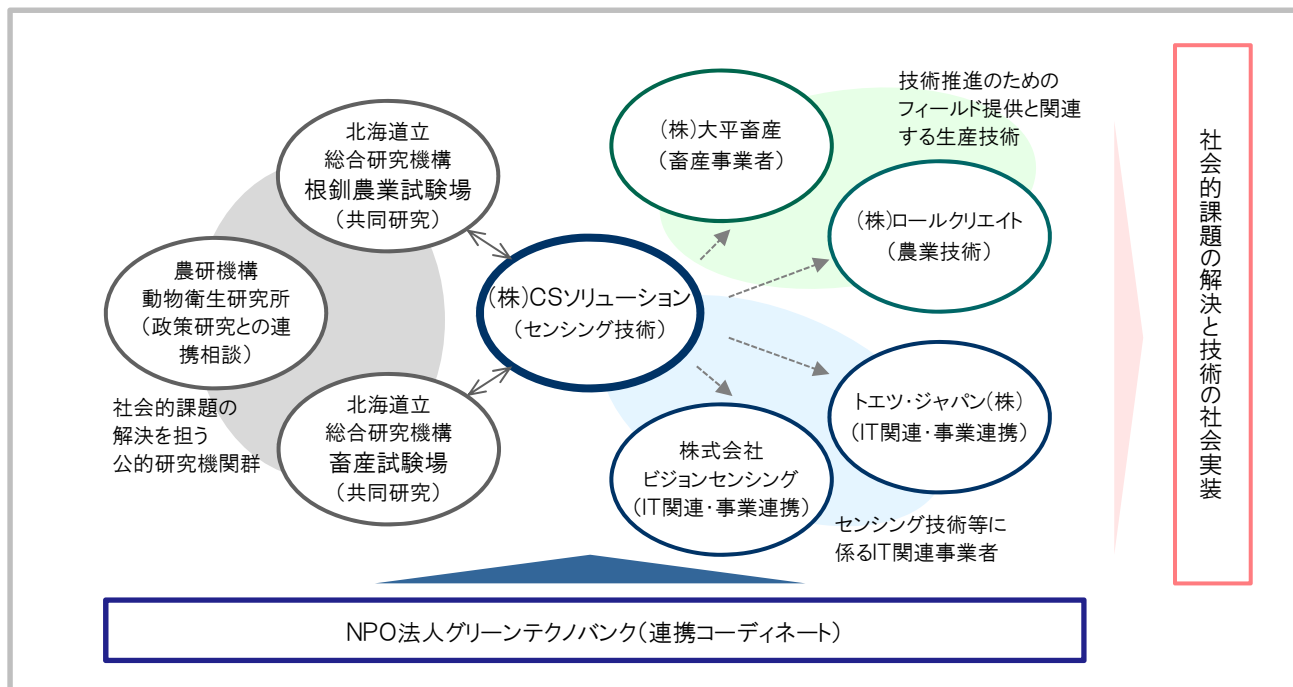 北海道立
総合研究機構
根釧農業試験場
(共同研究)
農研機構
動物衛生研究所
(政策研究との連
携相談)
社会的課題の
解決を担う
公的研究機関群
北海道立
総合研究機構
畜産試験場
(共同研究)
(株)CSソリューション
(センシング技術)
(株)大平畜産
(畜産事業者)
技術推進のための
フィールド提供と関連
する生産技術
(株)ロールクリエイト
(農業技術)
トエツ・ジャパン(株)
(IT関連・事業連携)
株式会社
ビジョンセンシング
(IT関連・事業連携)
センシング技術等に
係るIT関連事業者
社会的課題の解決と技術の社会実装
NPO法人グリーンテクノバンク(連携コーディネート)